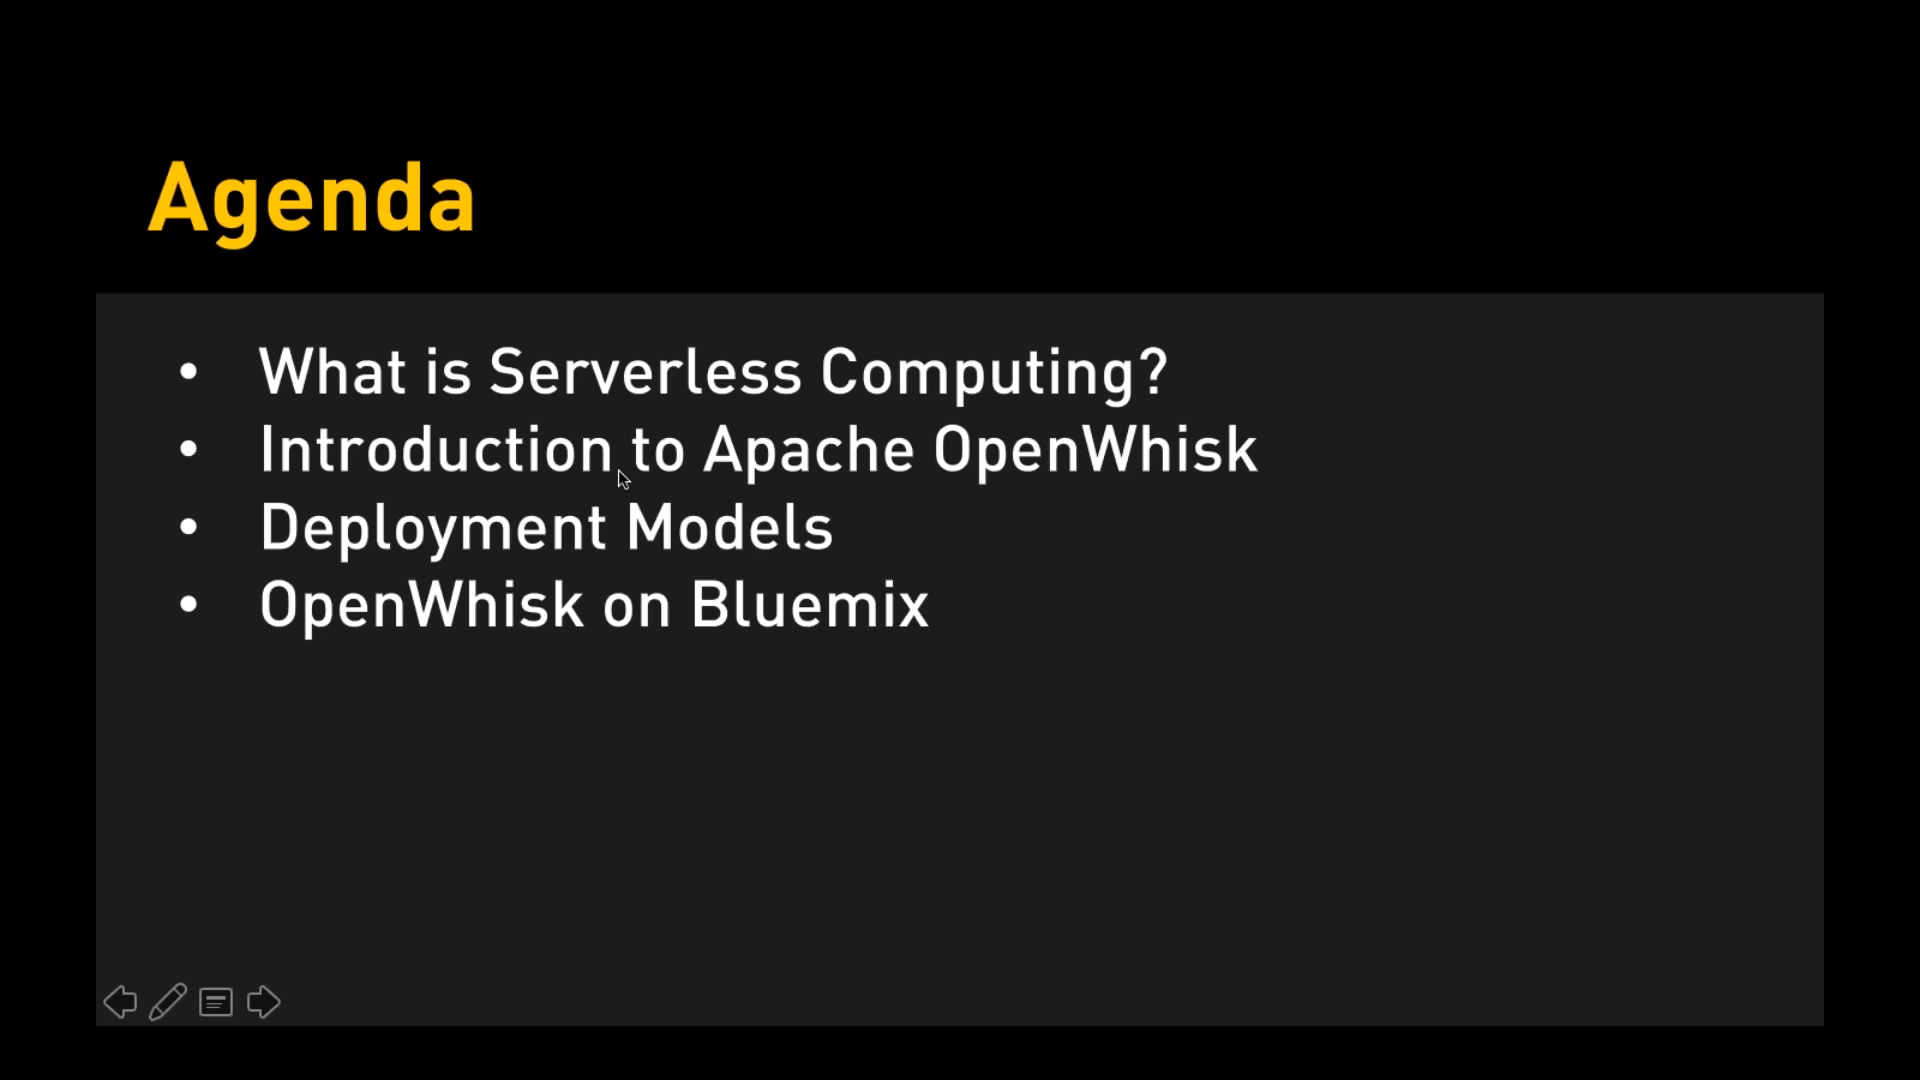 Agenda
• What is Serverless Computing?
• Introduction to Apache OpenWhisk
• Deployment Models
• OpenWhisk on Bluemix